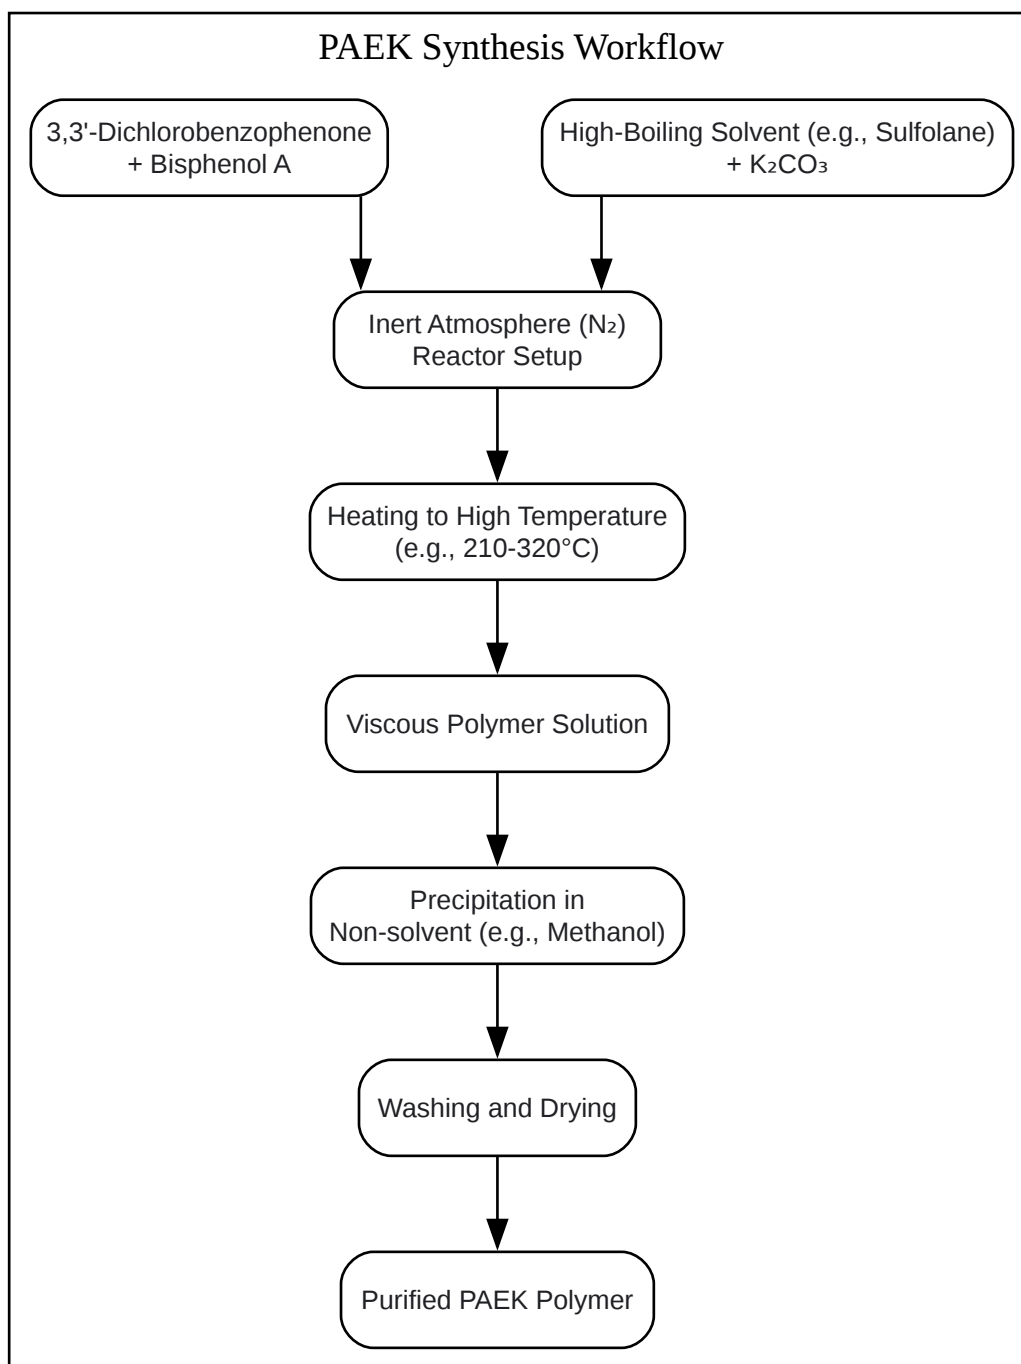 PAEK Synthesis Workflow
3,3'-Dichlorobenzophenone
+ Bisphenol A
High-Boiling Solvent (e.g., Sulfolane)
+ K₂CO₃
Inert Atmosphere (N₂)
Reactor Setup
Heating to High Temperature
(e.g., 210-320°C)
Viscous Polymer Solution
Precipitation in
Non-solvent (e.g., Methanol)
Washing and Drying
Purified PAEK Polymer